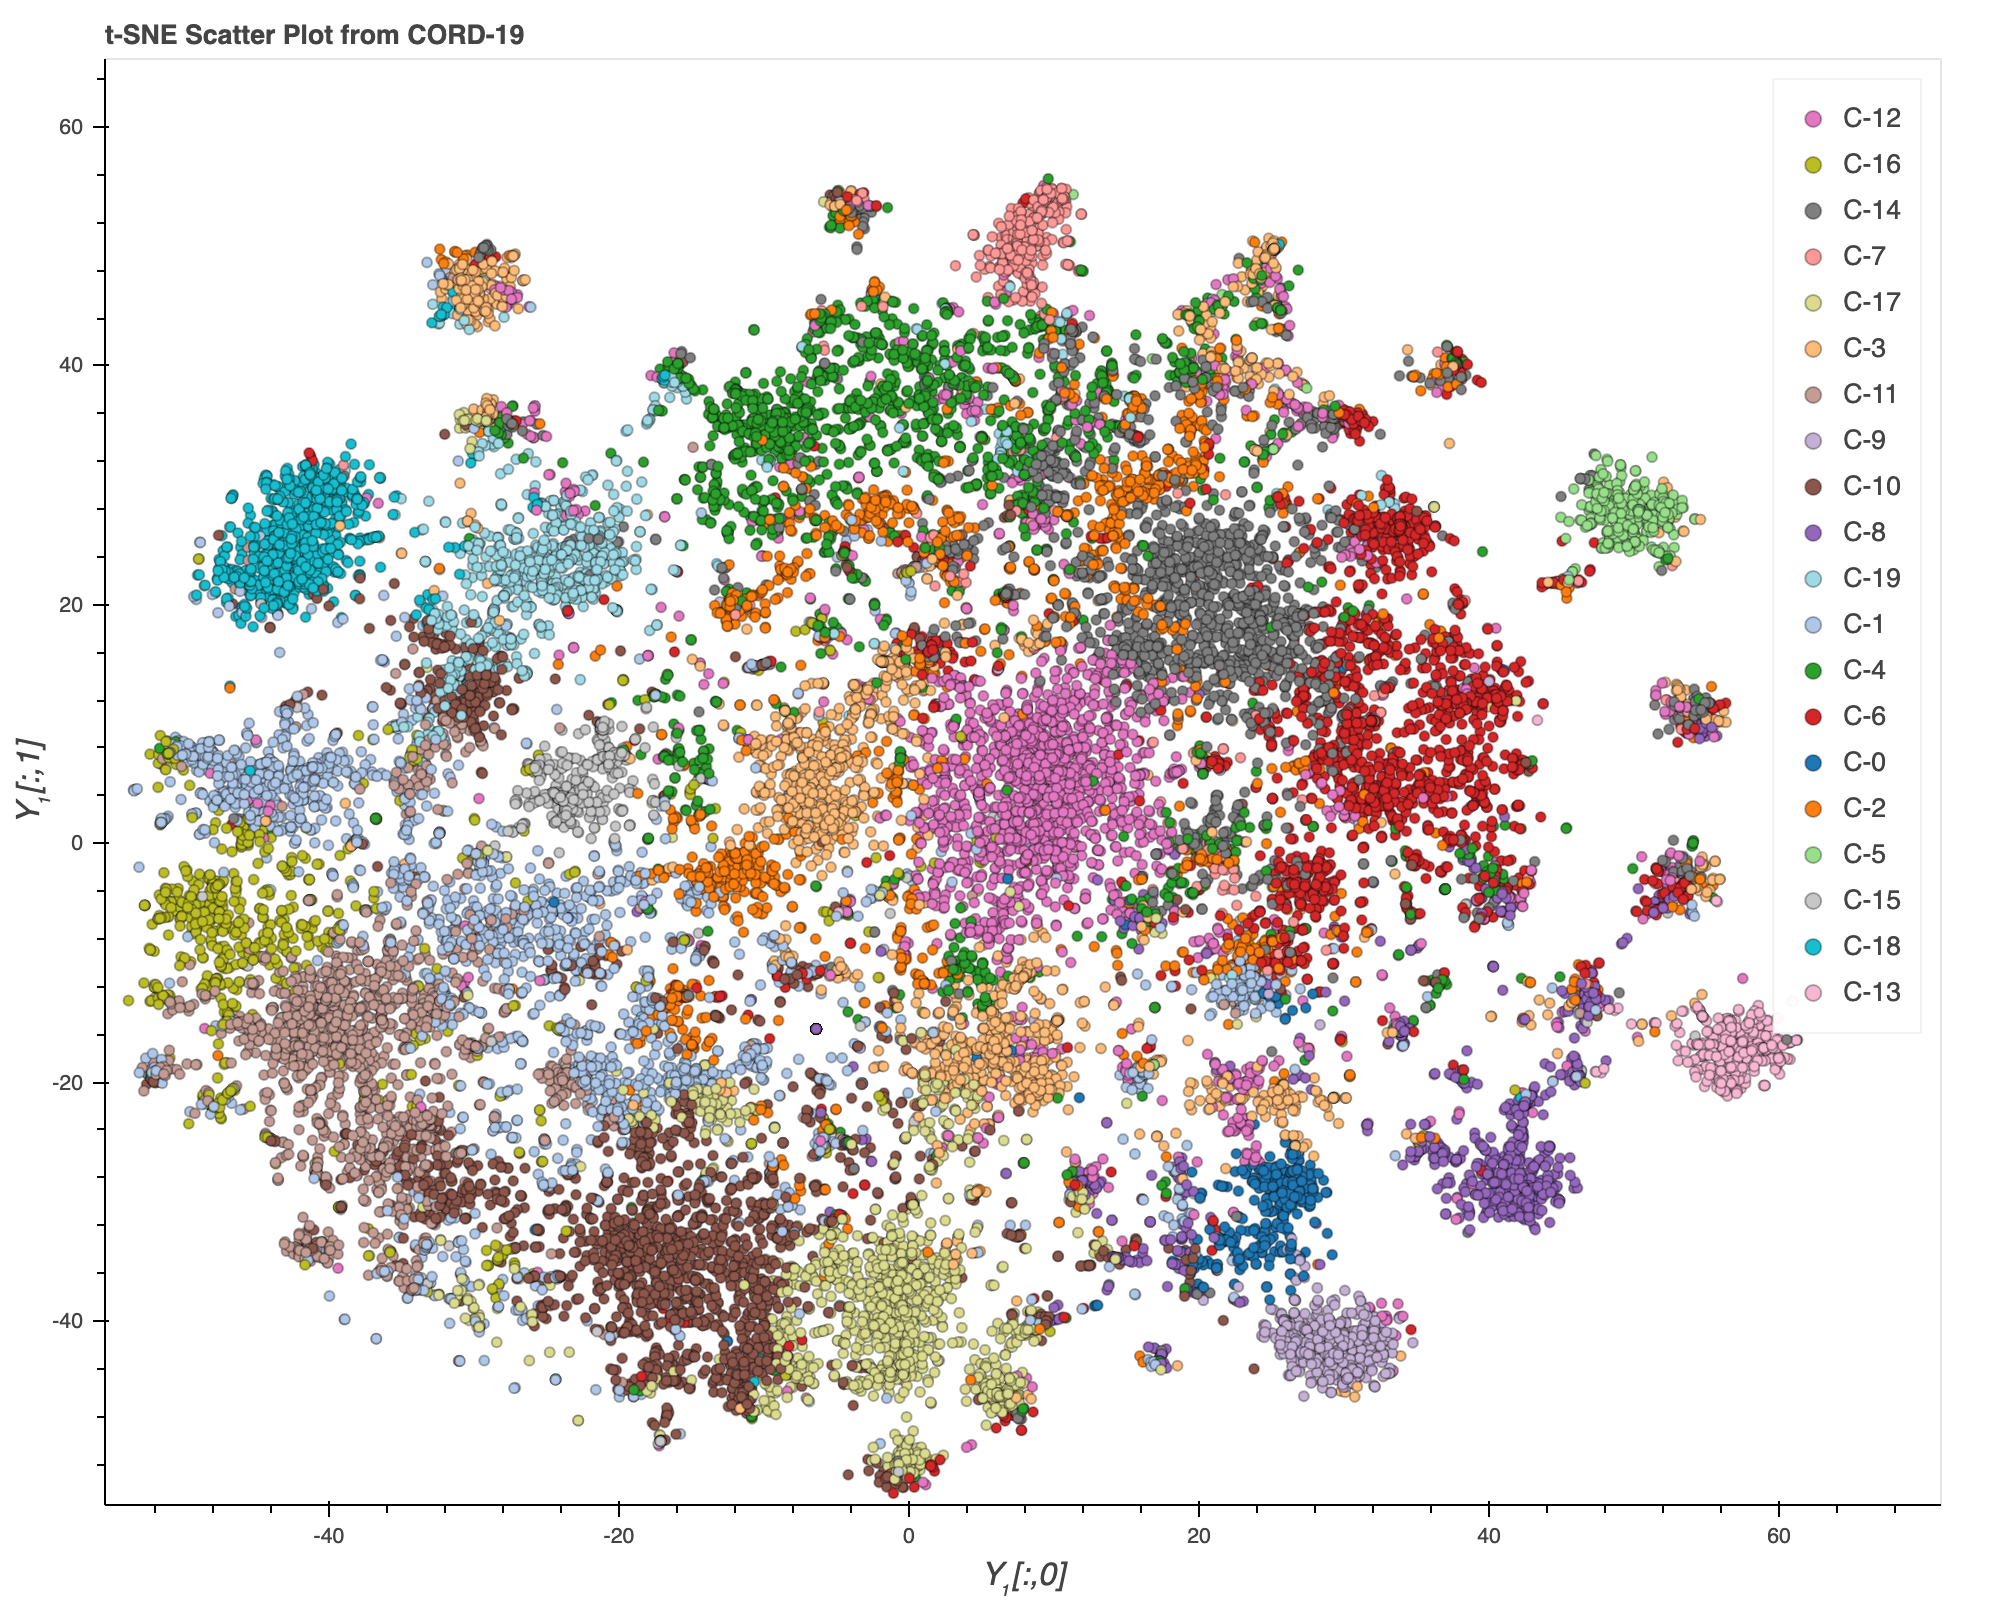 t-SNE Scatter Plot from CORD-19
60
40
20
0
-20
-40
Y₁[:,1]
-40
-20
0
20
40
60
Y₁[:,0]
C-12
C-16
C-14
C-7
C-17
C-3
C-11
C-9
C-10
C-8
C-19
C-1
C-4
C-6
C-0
C-2
C-5
C-15
C-18
C-13